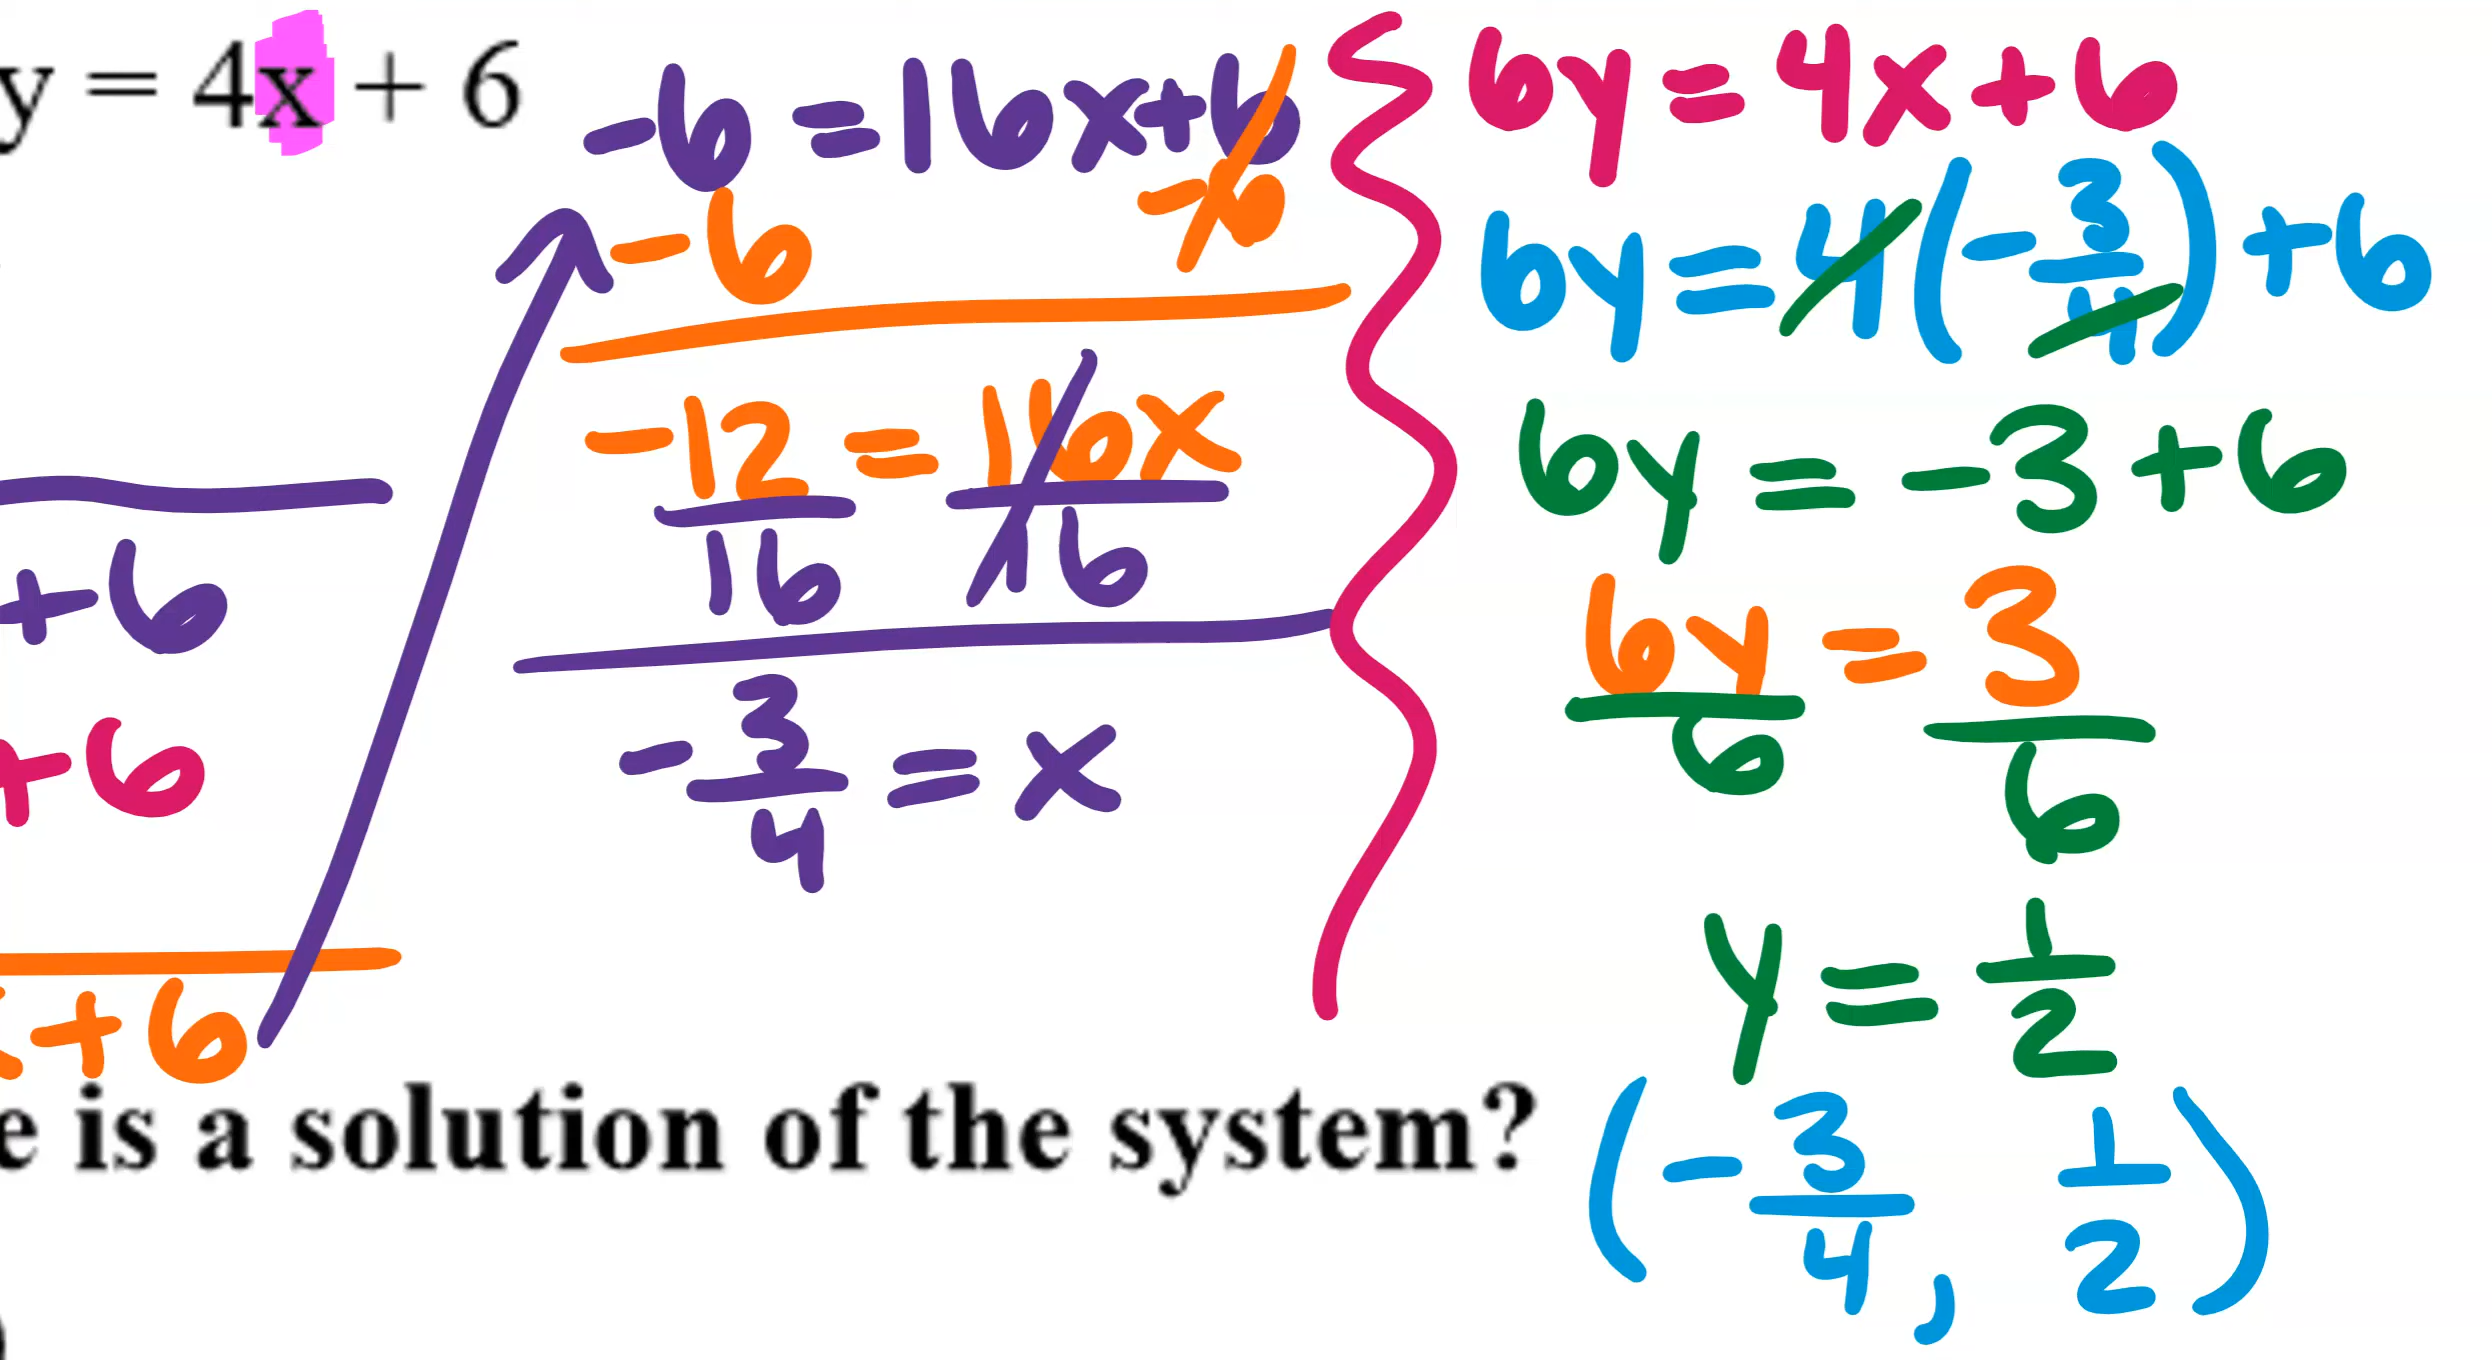 y = 4x + 6
-6 = 16x + 6
-6 -6
-12 = 16x
16 16
-3/4 = x
+6
+6
+6
6y = 4x + 6
6y = 4(-3/4) + 6
6y = -3 + 6
6y = 3
6 6
y = 1/2
(-3/4, 1/2)
is a solution of the system?